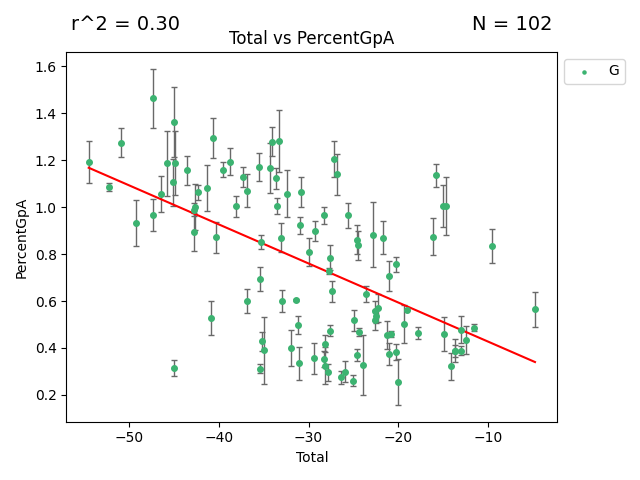 r^2 = 0.30 N = 102
Total vs PercentGpA
G
1.6
1.4
1.2
1.0
0.8
0.6
0.4
0.2
PercentGpA
−50 −40 −30 −20 −10
Total